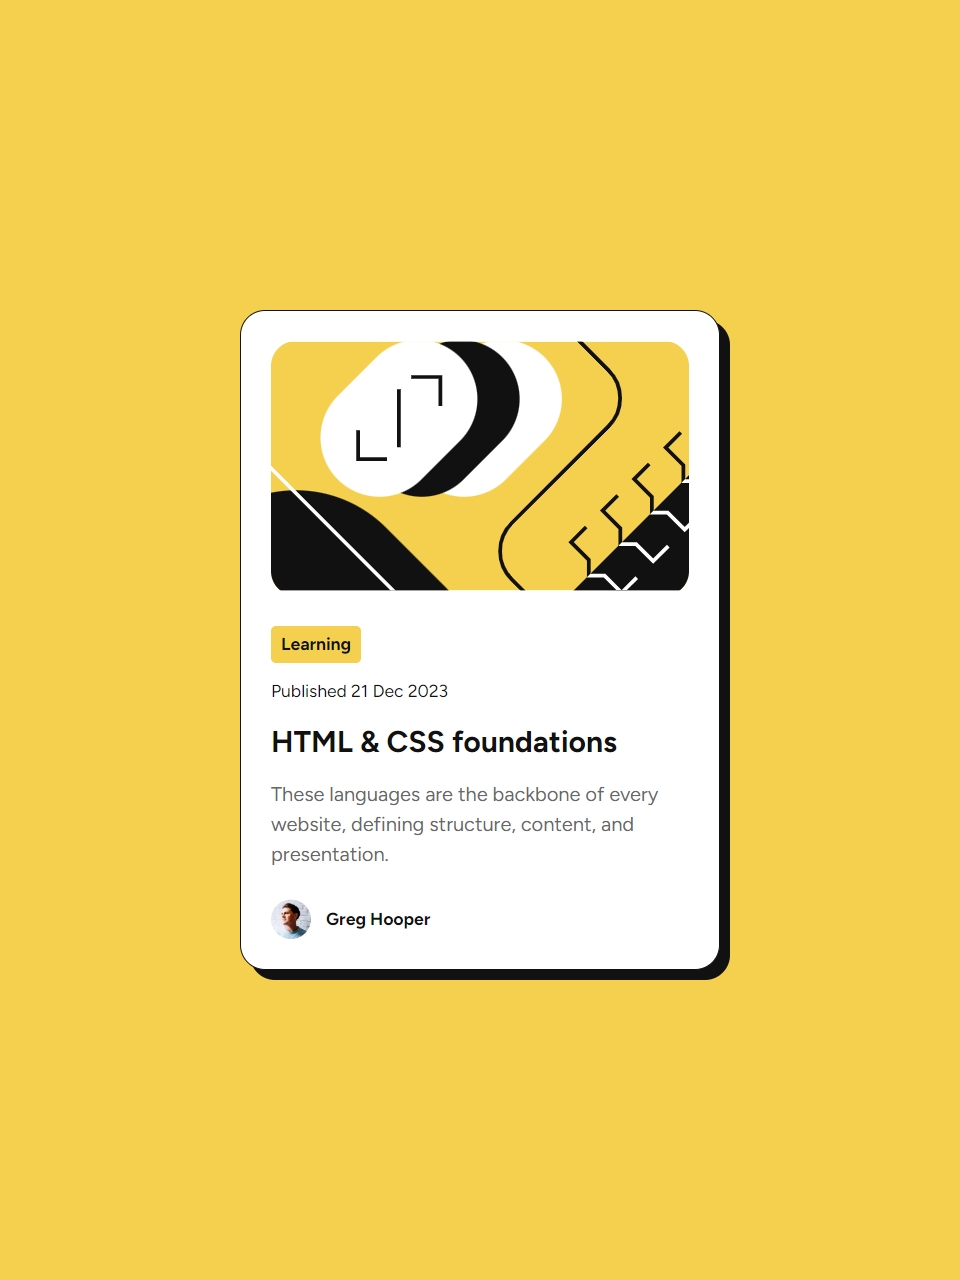 Learning
Published 21 Dec 2023
HTML & CSS foundations
These languages are the backbone of every
website, defining structure, content, and
presentation.
Greg Hooper